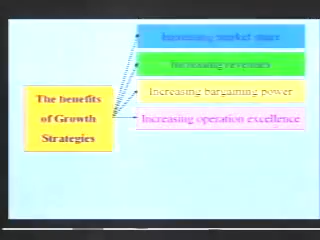 Increasing market share
Increasing revenues
The benefits
of Growth
Strategies
Increasing bargaining power
Increasing operation excellence